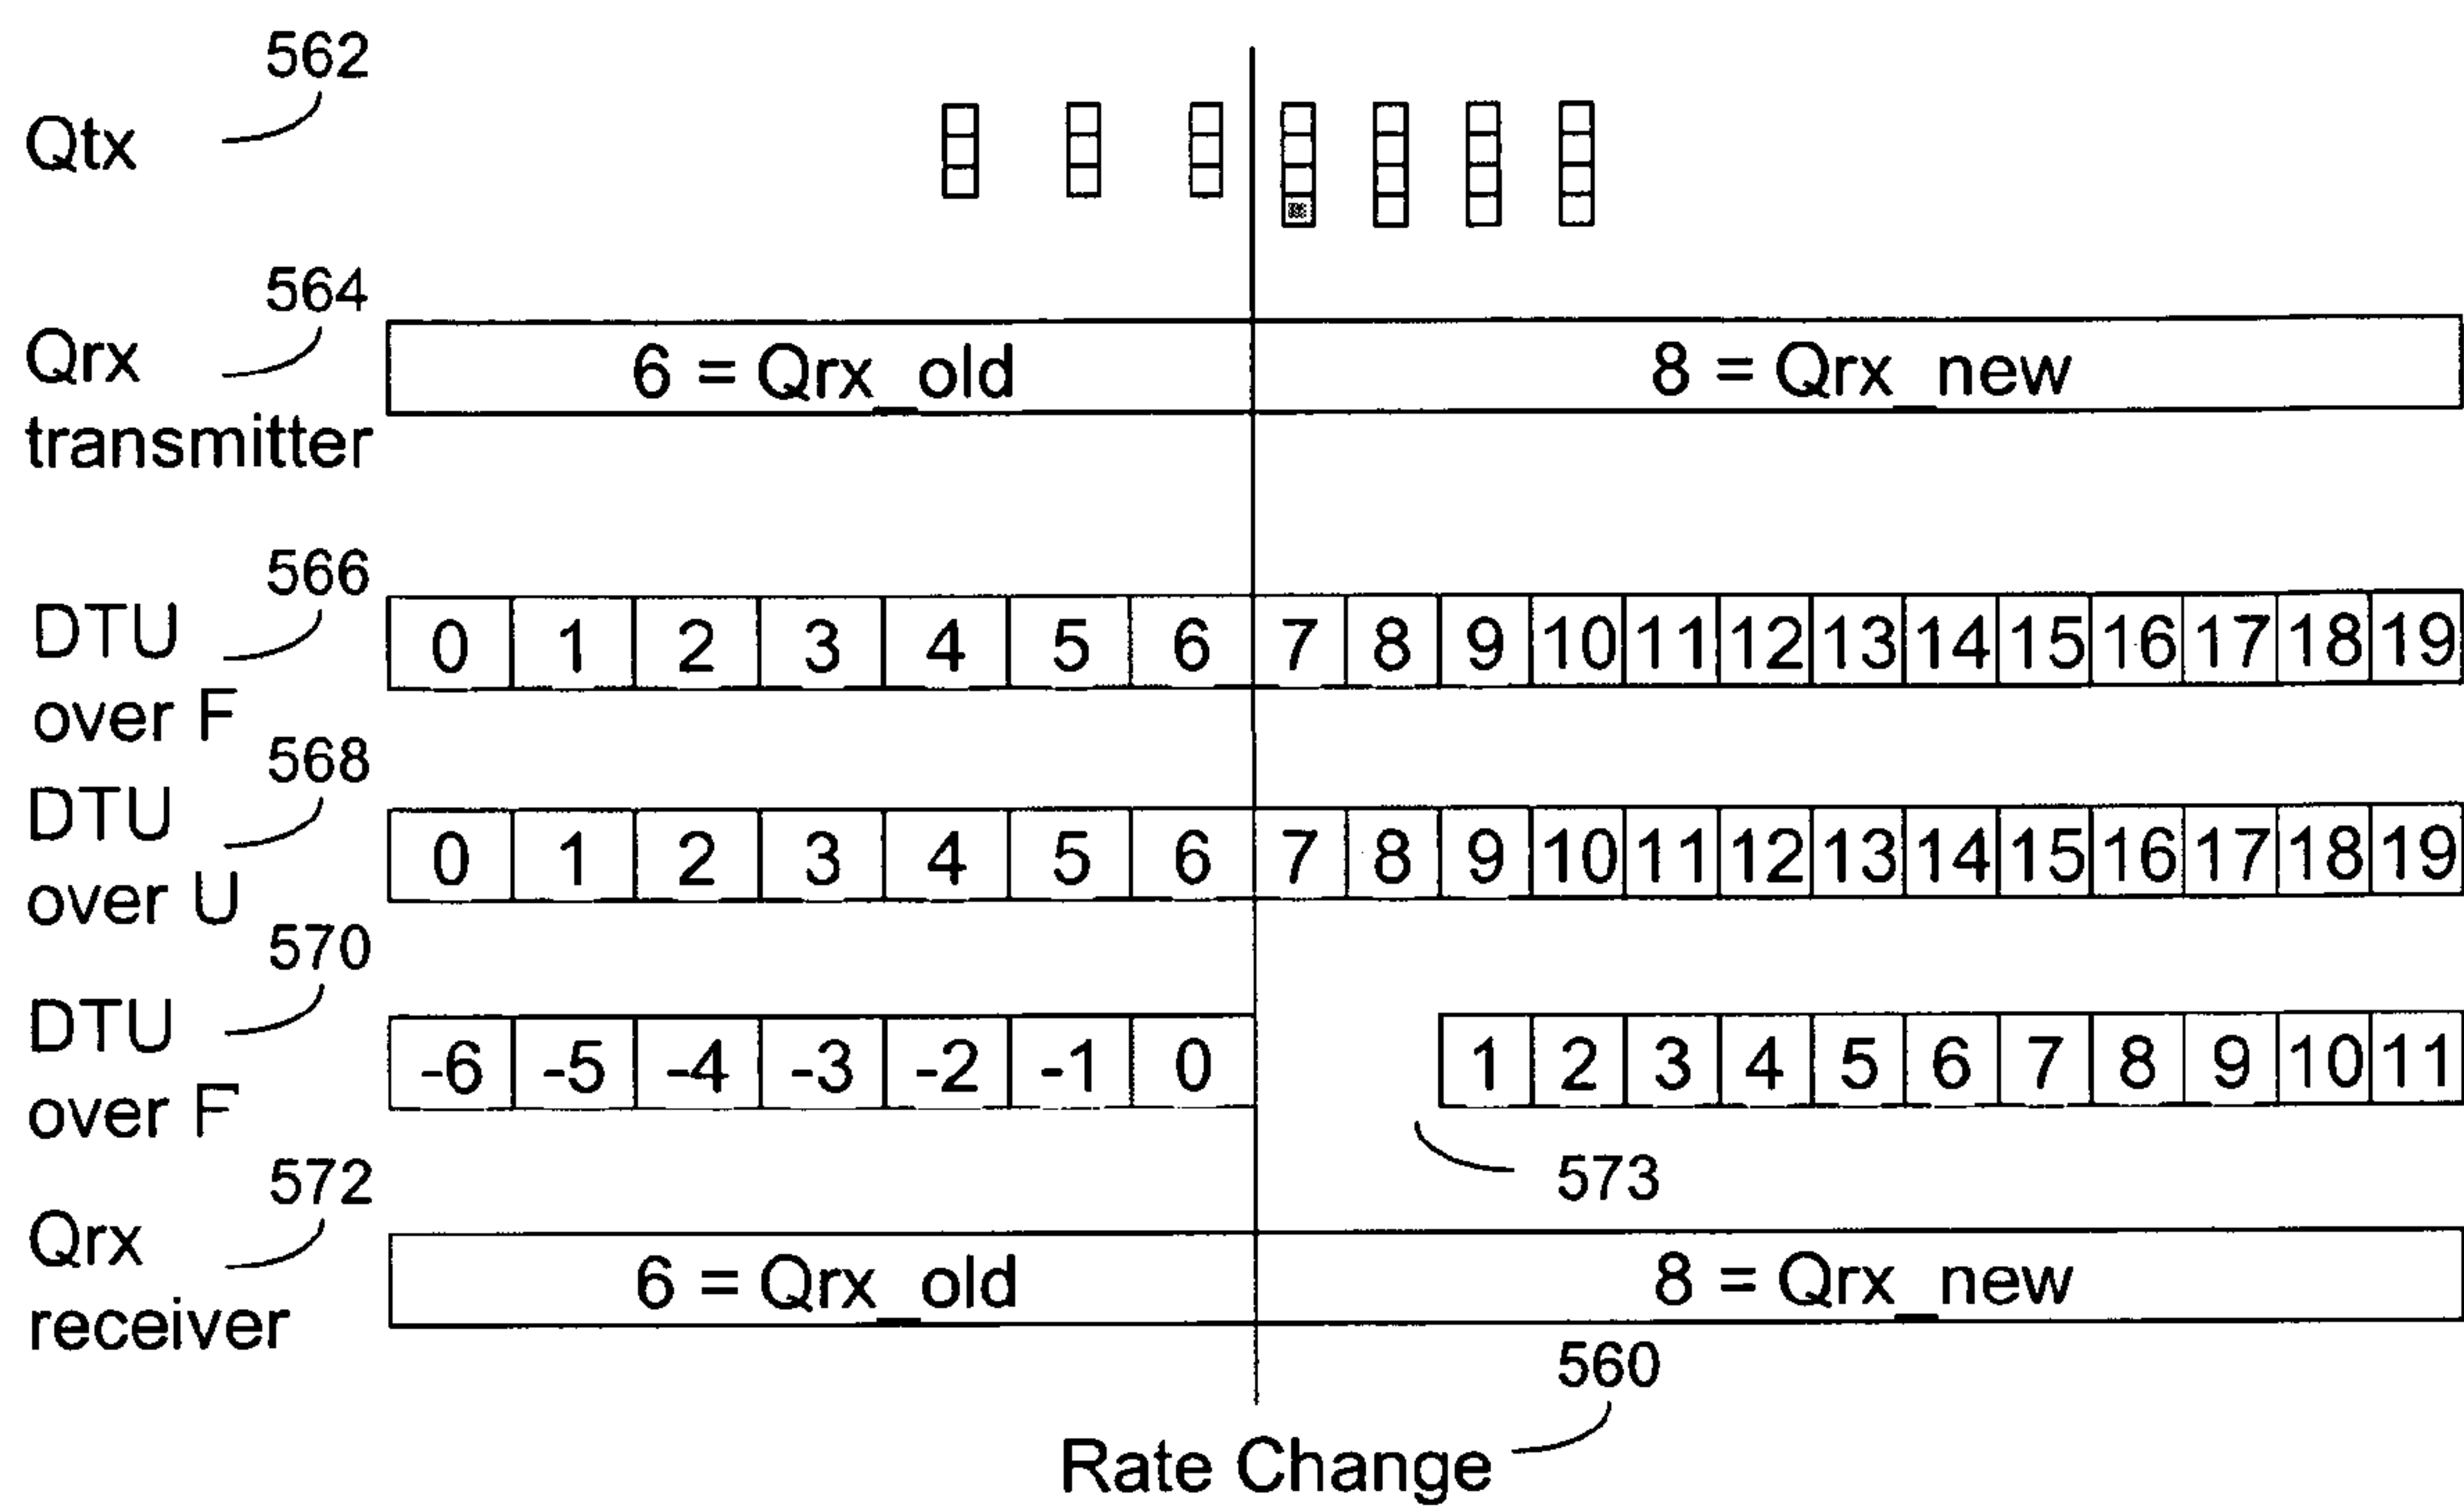 562
Qtx
564
Qrx
transmitter
6 = Qrx_old
8 = Qrx_new
566
DTU
over F
0 1 2 3 4 5 6 7 8 9 10 11 12 13 14 15 16 17 18 19
568
DTU
over U
0 1 2 3 4 5 6 7 8 9 10 11 12 13 14 15 16 17 18 19
570
DTU
over F
-6 -5 -4 -3 -2 -1 0 1 2 3 4 5 6 7 8 9 10 11
573
572
Qrx
receiver
6 = Qrx_old
8 = Qrx_new
560
Rate Change